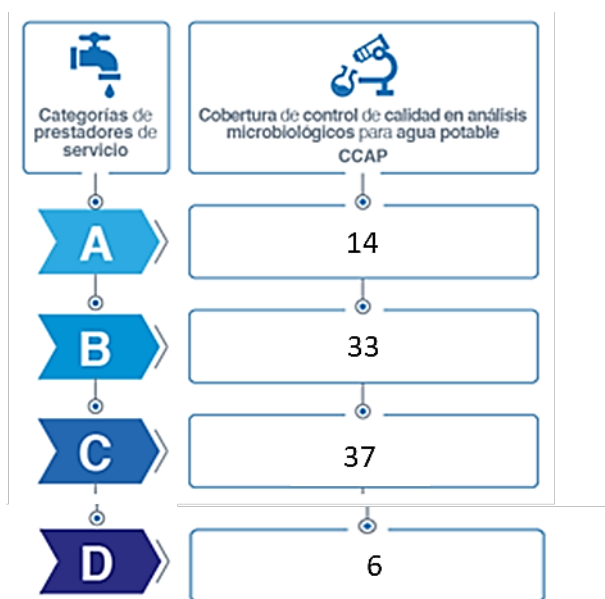 Categorías de
prestadores de
servicio
Cobertura de control de calidad en análisis
microbiológicos para agua potable
CCAP
A
14
B
33
C
37
D
6